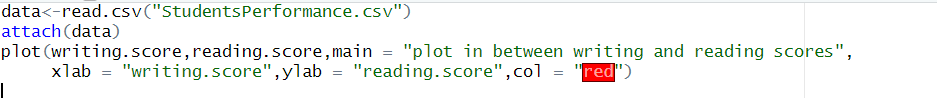 data<-read.csv("StudentsPerformance.csv")
attach(data)
plot(writing.score,reading.score,main = "plot in between writing and reading scores",
xlab = "writing.score",ylab = "reading.score",col = "red")